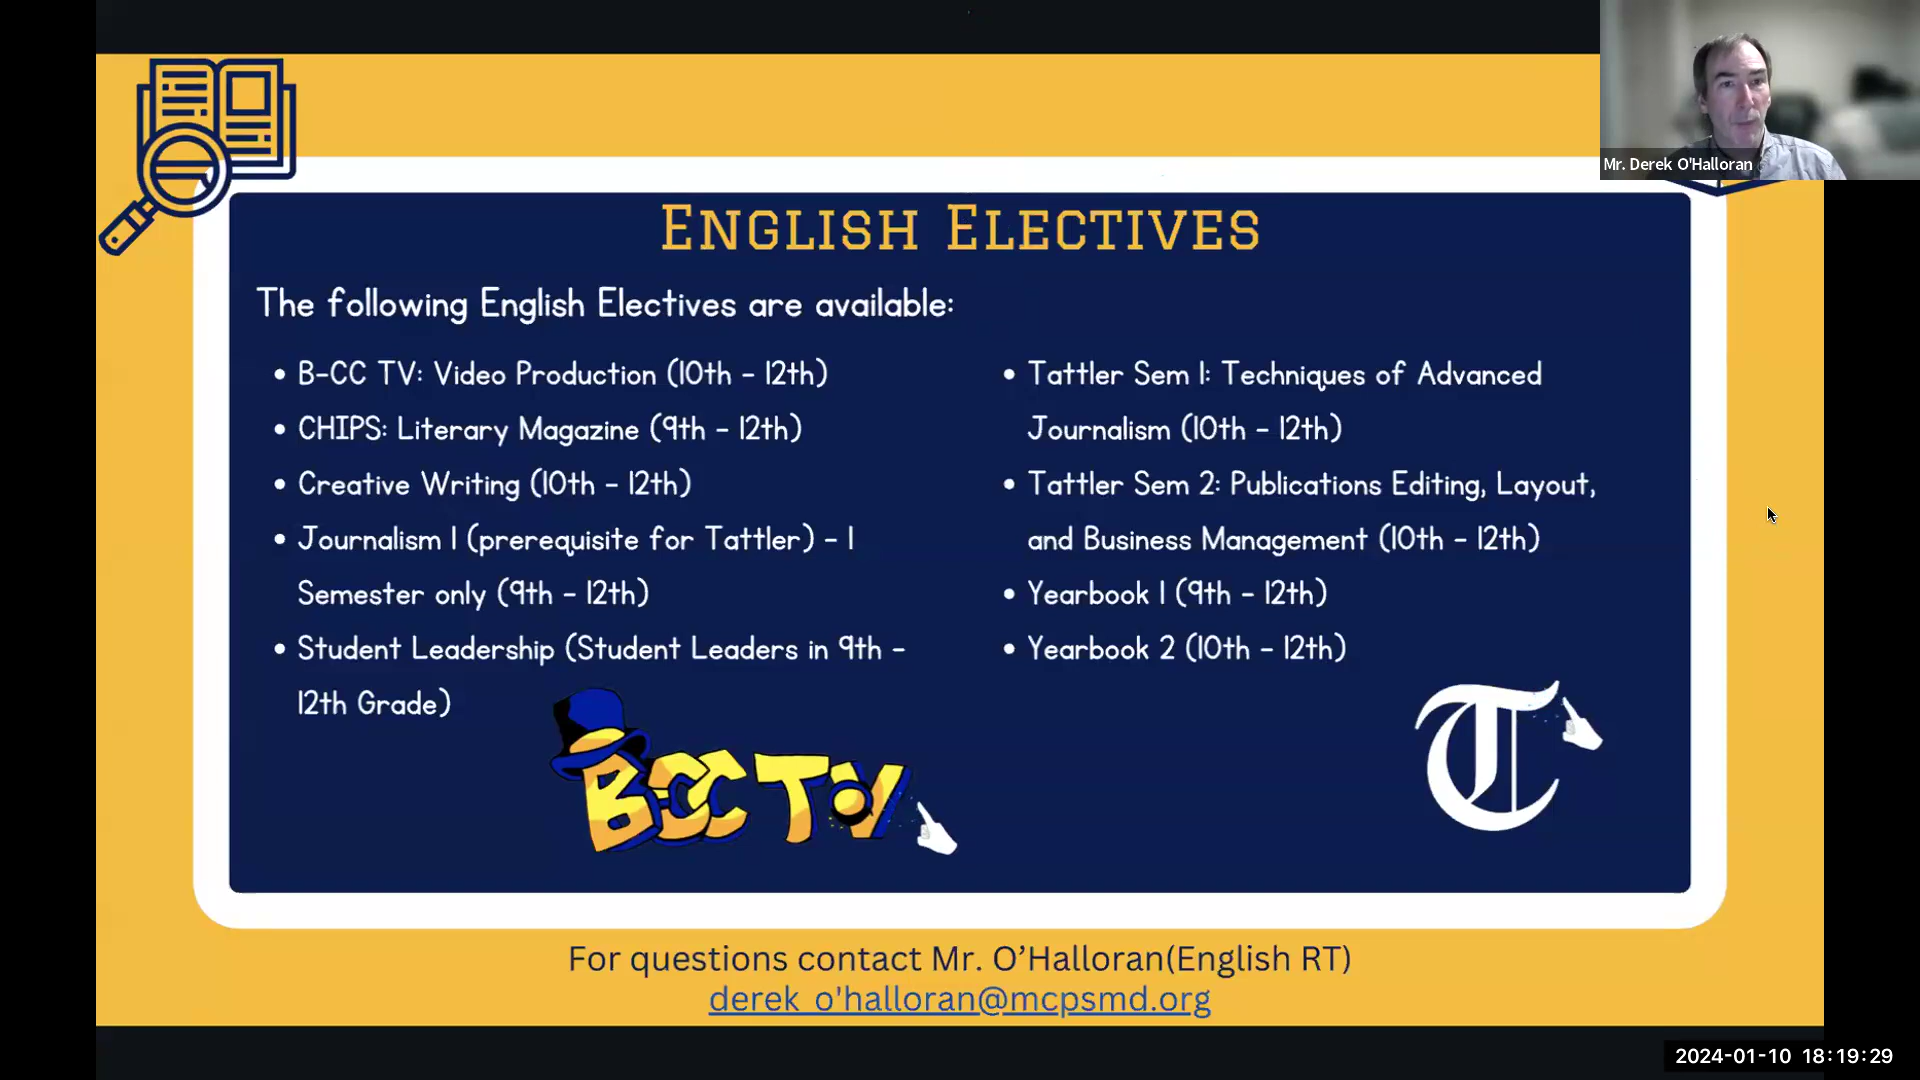 Mr. Derek O'Halloran
English Electives
The following English Electives are available:
B-CC TV: Video Production (10th - 12th)
CHIPS: Literary Magazine (9th - 12th)
Creative Writing (10th - 12th)
Journalism 1 (prerequisite for Tattler) - 1
Semester only (9th - 12th)
Student Leadership (Student Leaders in 9th -
12th Grade)
Tattler Sem 1: Techniques of Advanced
Journalism (10th - 12th)
Tattler Sem 2: Publications Editing, Layout,
and Business Management (10th - 12th)
Yearbook 1 (9th - 12th)
Yearbook 2 (10th - 12th)
B-CC TV
T
For questions contact Mr. O’Halloran(English RT)
derek_o'halloran@mcpsmd.org
2024-01-10 18:19:29